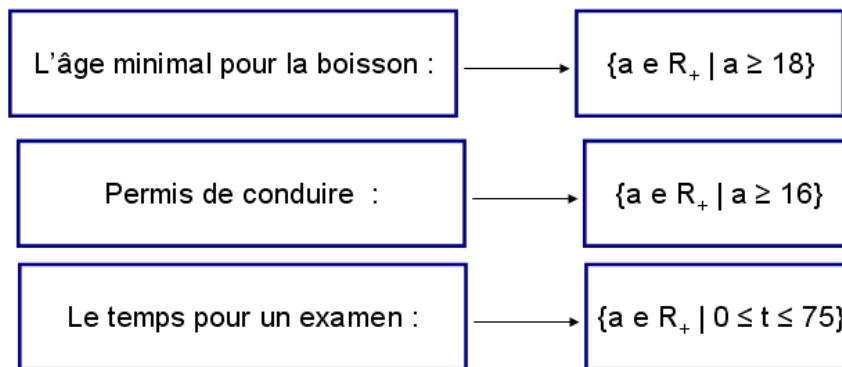 L'âge minimal pour la boisson : {a e R₊ | a ≥ 18}
Permis de conduire : {a e R₊ | a ≥ 16}
Le temps pour un examen : {a e R₊ | 0 ≤ t ≤ 75}